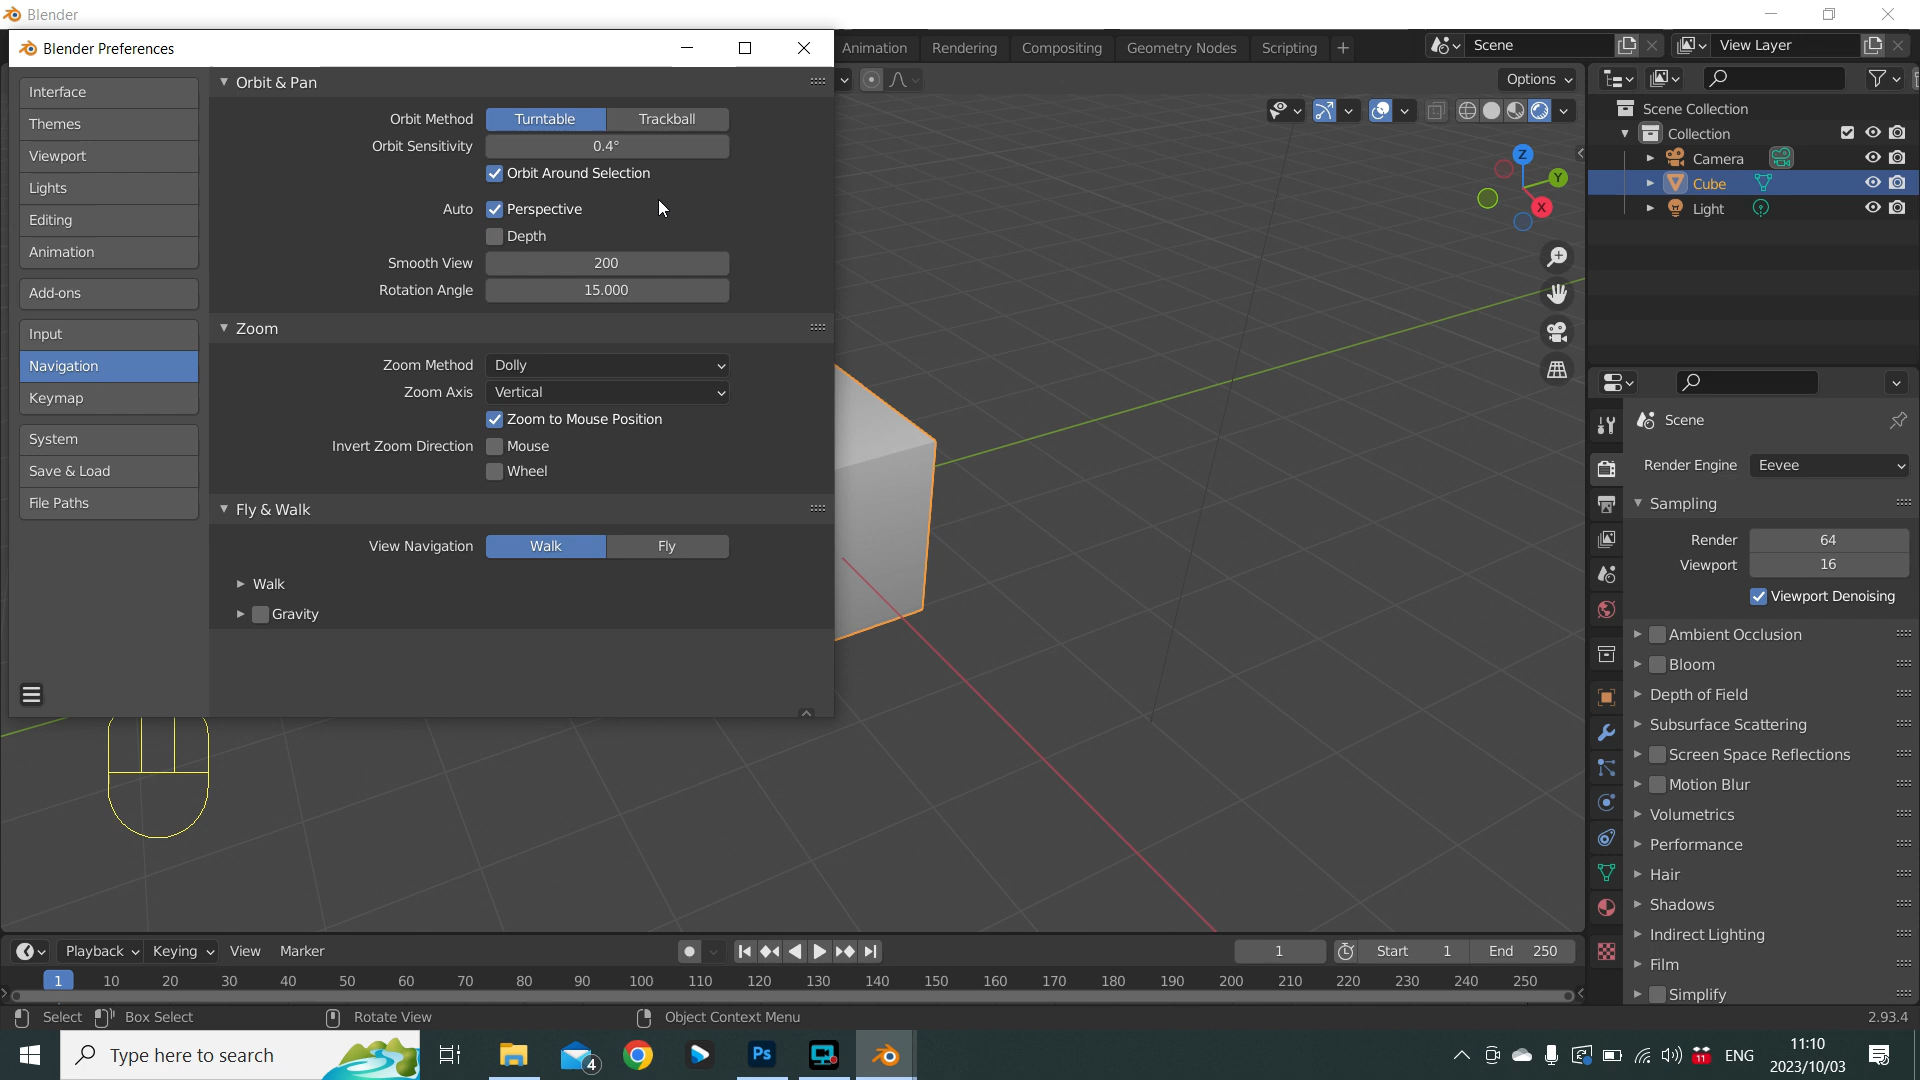 Blender
Blender Preferences
Animation Rendering Compositing Geometry Nodes Scripting +
Scene
View Layer
Interface
Themes
Viewport
Lights
Editing
Animation
Add-ons
Input
Navigation
Keymap
System
Save & Load
File Paths
Orbit & Pan
Orbit Method Turntable Trackball
Orbit Sensitivity 0.4°
Orbit Around Selection
Auto Perspective
Depth
Smooth View 200
Rotation Angle 15.000
Zoom
Zoom Method Dolly
Zoom Axis Vertical
Zoom to Mouse Position
Invert Zoom Direction Mouse
Wheel
Fly & Walk
View Navigation Walk Fly
Walk
Gravity
Options
Z
Y
X
Scene Collection
Collection
Camera
Cube
Light
Scene
Render Engine Eevee
Sampling
Render 64
Viewport 16
Viewport Denoising
Ambient Occlusion
Bloom
Depth of Field
Subsurface Scattering
Screen Space Reflections
Motion Blur
Volumetrics
Performance
Hair
Shadows
Indirect Lighting
Film
Simplify
Playback Keying View Marker
1 Start 1 End 250
1 10 20 30 40 50 60 70 80 90 100 110 120 130 140 150 160 170 180 190 200 210 220 230 240 250
Select Box Select Rotate View Object Context Menu 2.93.4
Type here to search
4
Ps
11
ENG
11:10
2023/10/03